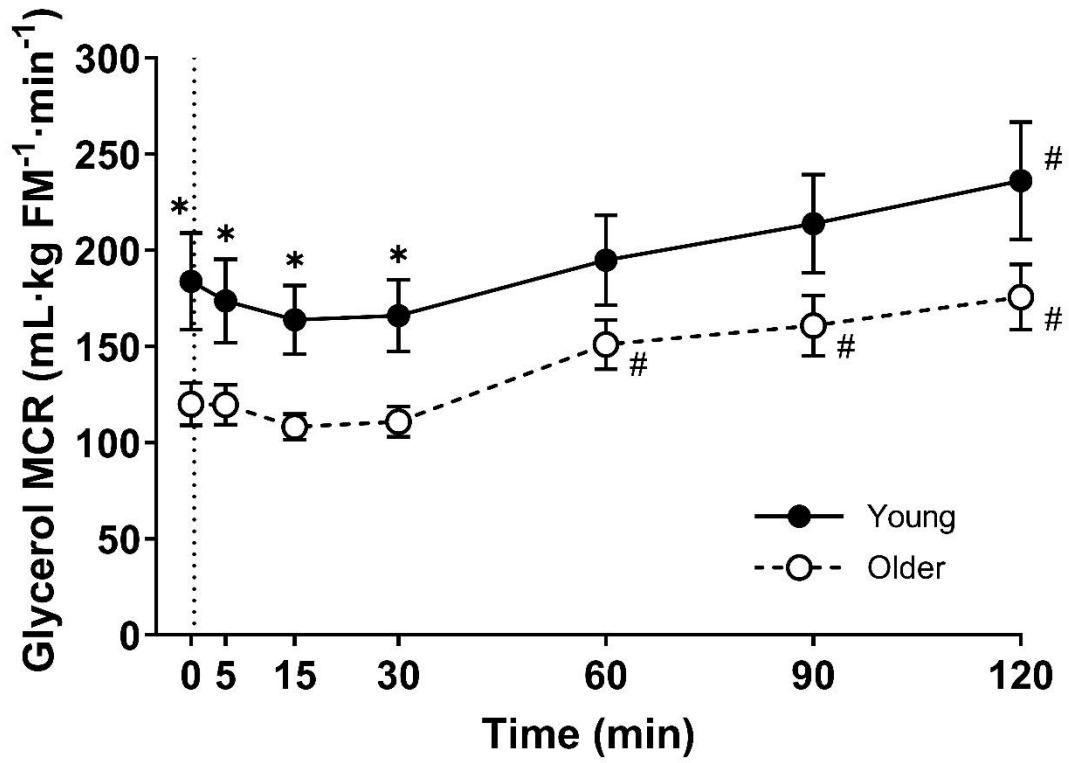 Glycerol MCR (mL·kg FM⁻¹·min⁻¹)
300
250
200
150
100
50
0
* * * *
#
#
#
#
Young
Older
0 5 15 30 60 90 120
Time (min)